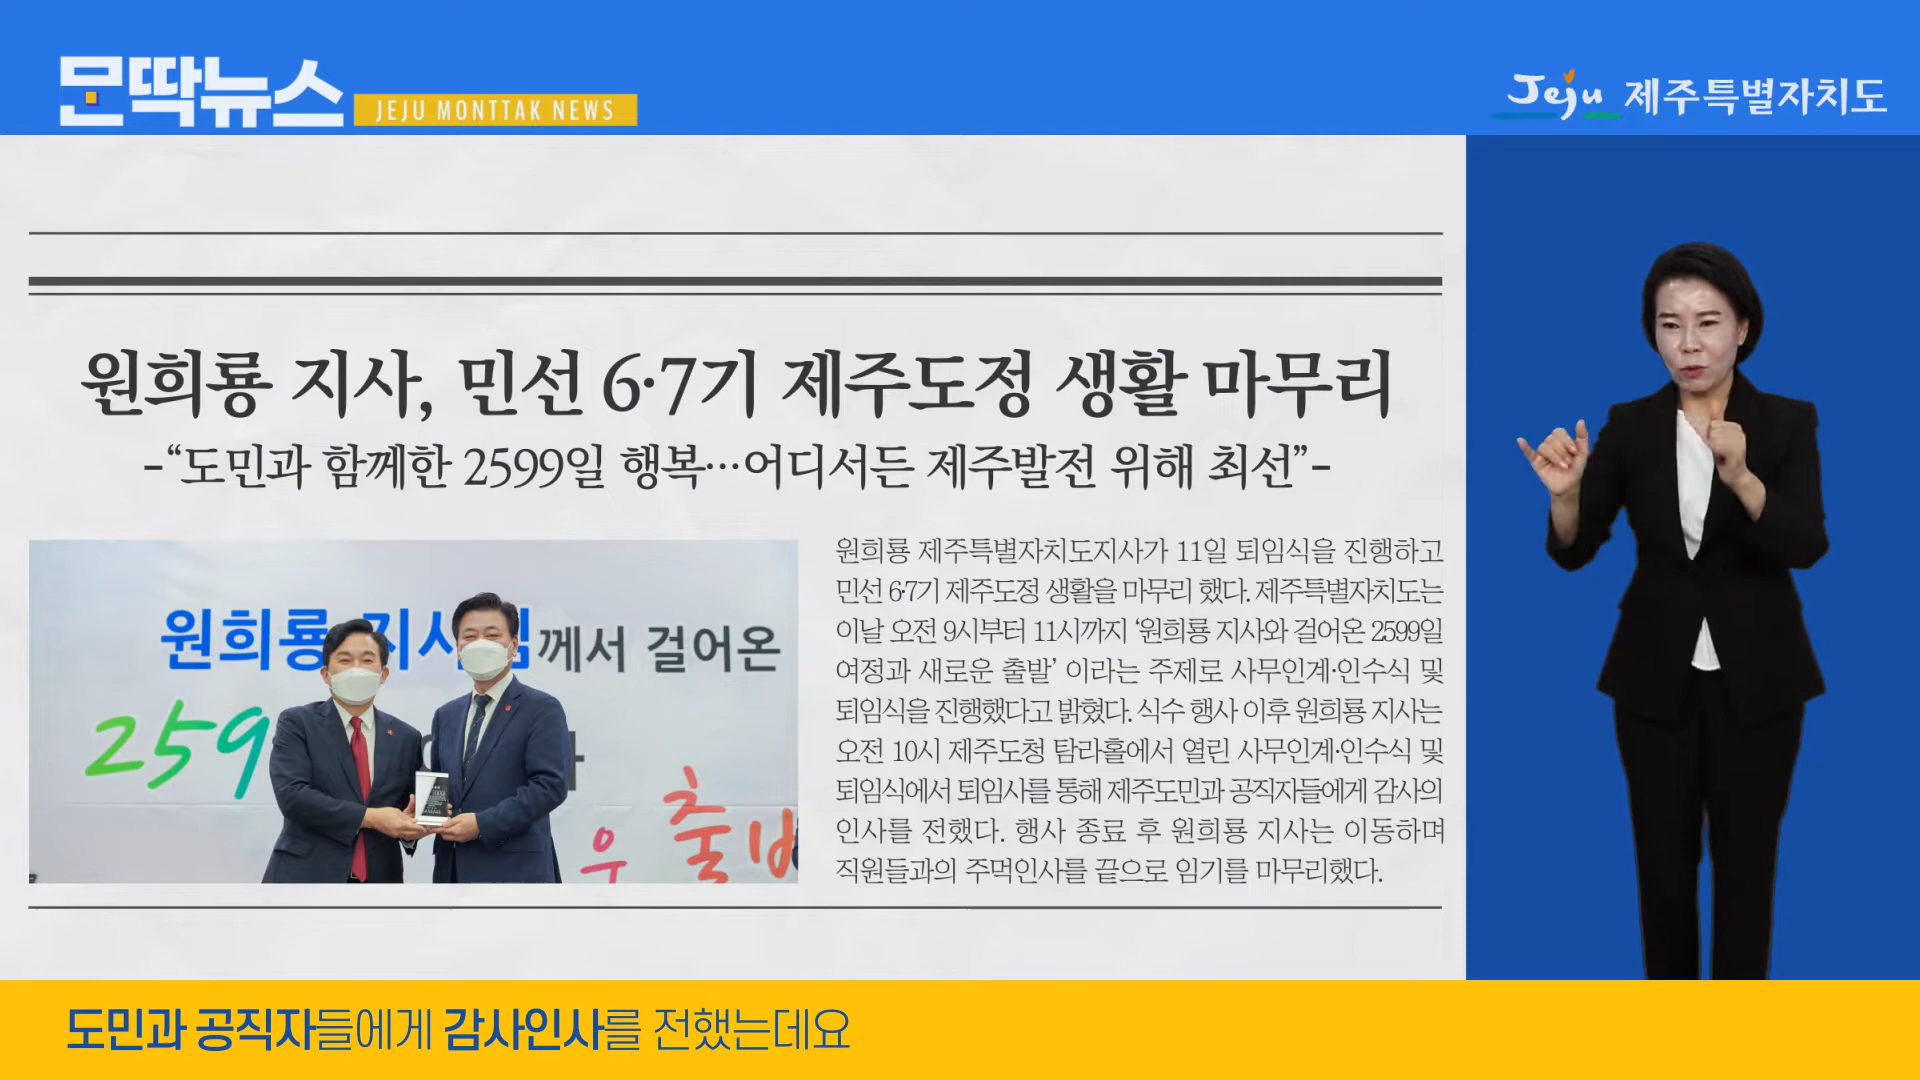 문딱뉴스
JEJU MONTTAK NEWS
Jeju 제주특별자치도
원희룡 지사, 민선 6·7기 제주도정 생활 마무리
-“도민과 함께한 2599일 행복…어디서든 제주발전 위해 최선”-
원희룡 지사님께서 걸어온
259
우 출발
원희룡 제주특별자치도지사가 11일 퇴임식을 진행하고
민선 6·7기 제주도정 생활을 마무리 했다. 제주특별자치도는
이날 오전 9시부터 11시까지 ‘원희룡 지사와 걸어온 2599일
여정과 새로운 출발’ 이라는 주제로 사무인계·인수식 및
퇴임식을 진행했다고 밝혔다. 식수 행사 이후 원희룡 지사는
오전 10시 제주도청 탐라홀에서 열린 사무인계·인수식 및
퇴임식에서 퇴임사를 통해 제주도민과 공직자들에게 감사의
인사를 전했다. 행사 종료 후 원희룡 지사는 이동하며
직원들과의 주먹인사를 끝으로 임기를 마무리했다.
도민과 공직자들에게 감사인사를 전했는데요